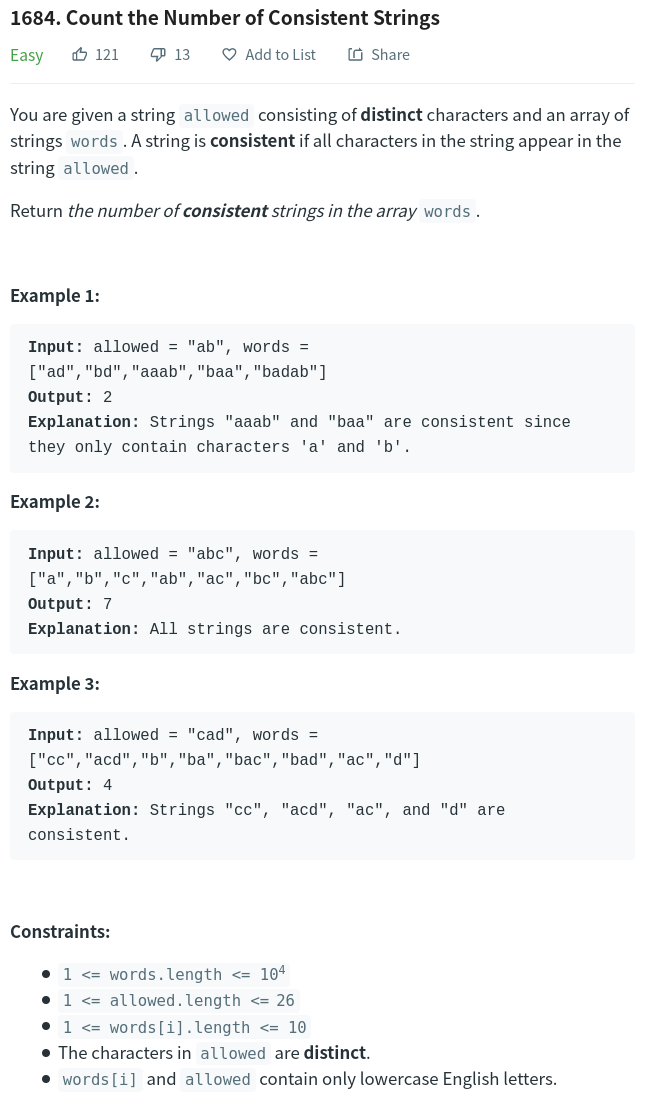 1684. Count the Number of Consistent Strings
Easy 121 13 Add to List Share
You are given a string allowed consisting of distinct characters and an array of
strings words . A string is consistent if all characters in the string appear in the
string allowed .
Return the number of consistent strings in the array words .
Example 1:
Input: allowed = "ab", words =
["ad","bd","aaab","baa","badab"]
Output: 2
Explanation: Strings "aaab" and "baa" are consistent since
they only contain characters 'a' and 'b'.
Example 2:
Input: allowed = "abc", words =
["a","b","c","ab","ac","bc","abc"]
Output: 7
Explanation: All strings are consistent.
Example 3:
Input: allowed = "cad", words =
["cc","acd","b","ba","bac","bad","ac","d"]
Output: 4
Explanation: Strings "cc", "acd", "ac", and "d" are
consistent.
Constraints:
● 1 <= words.length <= 10⁴
● 1 <= allowed.length <= 26
● 1 <= words[i].length <= 10
● The characters in allowed are distinct.
● words[i] and allowed contain only lowercase English letters.